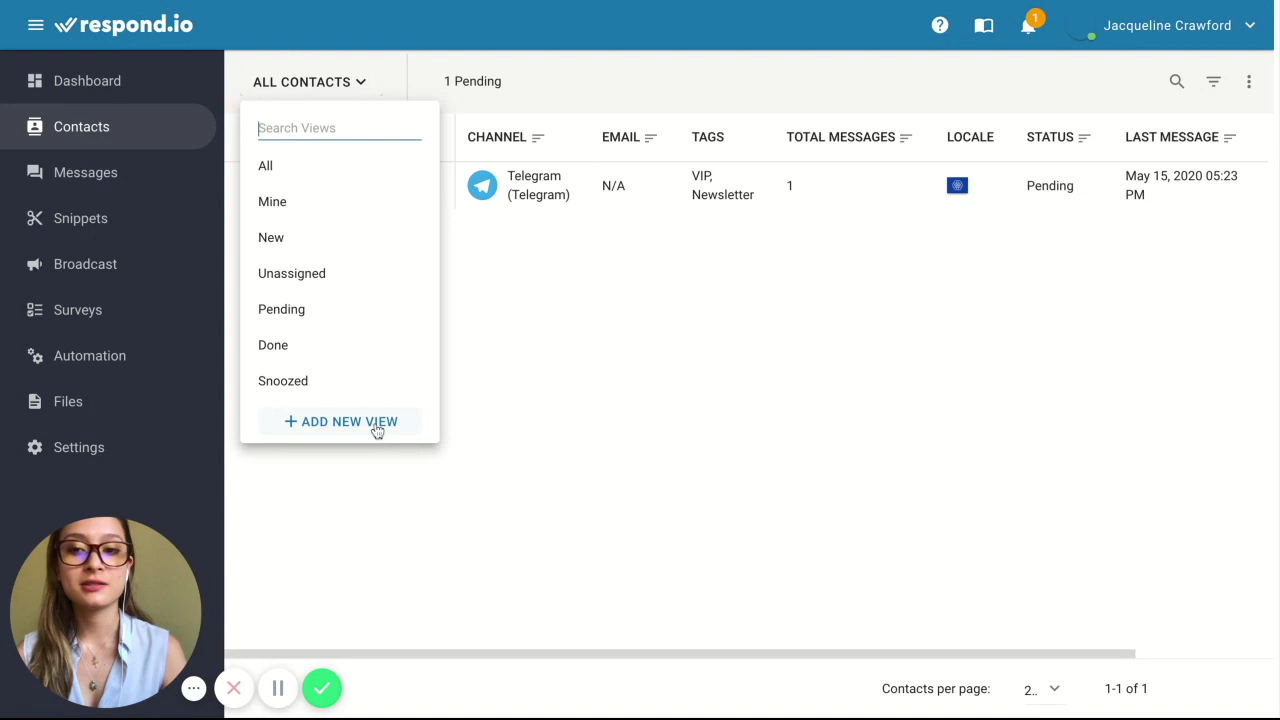 respond.io
1
Jacqueline Crawford
Dashboard
Contacts
Messages
Snippets
Broadcast
Surveys
Automation
Files
Settings
ALL CONTACTS
1 Pending
Search Views
All
Mine
New
Unassigned
Pending
Done
Snoozed
+ ADD NEW VIEW
CHANNEL
EMAIL
TAGS
TOTAL MESSAGES
LOCALE
STATUS
LAST MESSAGE
Telegram
(Telegram)
N/A
VIP,
Newsletter
1
Pending
May 15, 2020 05:23
PM
Contacts per page:
2..
1-1 of 1